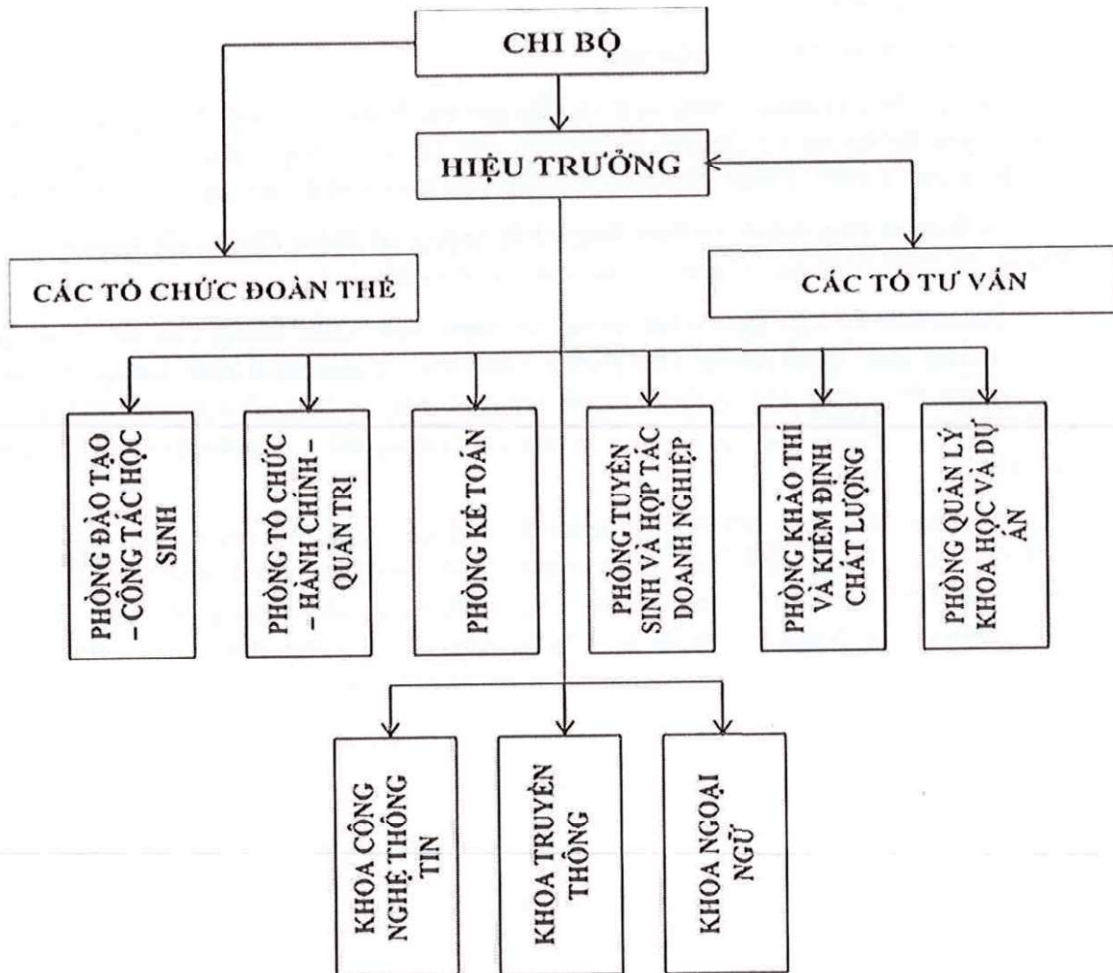 CHI BỘ
HIỆU TRƯỞNG
CÁC TỔ CHỨC ĐOÀN THỂ
CÁC TỔ TƯ VẤN
PHÒNG ĐÀO TẠO
– CÔNG TÁC HỌC
SINH
PHÒNG TỔ CHỨC
– HÀNH CHÍNH –
QUẢN TRỊ
PHÒNG KẾ TOÁN
PHÒNG TUYỂN
SINH VÀ HỢP TÁC
DOANH NGHIỆP
PHÒNG KHẢO THÍ
VÀ KIỂM ĐỊNH
CHẤT LƯỢNG
PHÒNG QUẢN LÝ
KHOA HỌC VÀ DỰ
ÁN
KHOA CÔNG
NGHỆ THÔNG
TIN
KHOA TRUYỀN
THÔNG
KHOA NGOẠI
NGỮ